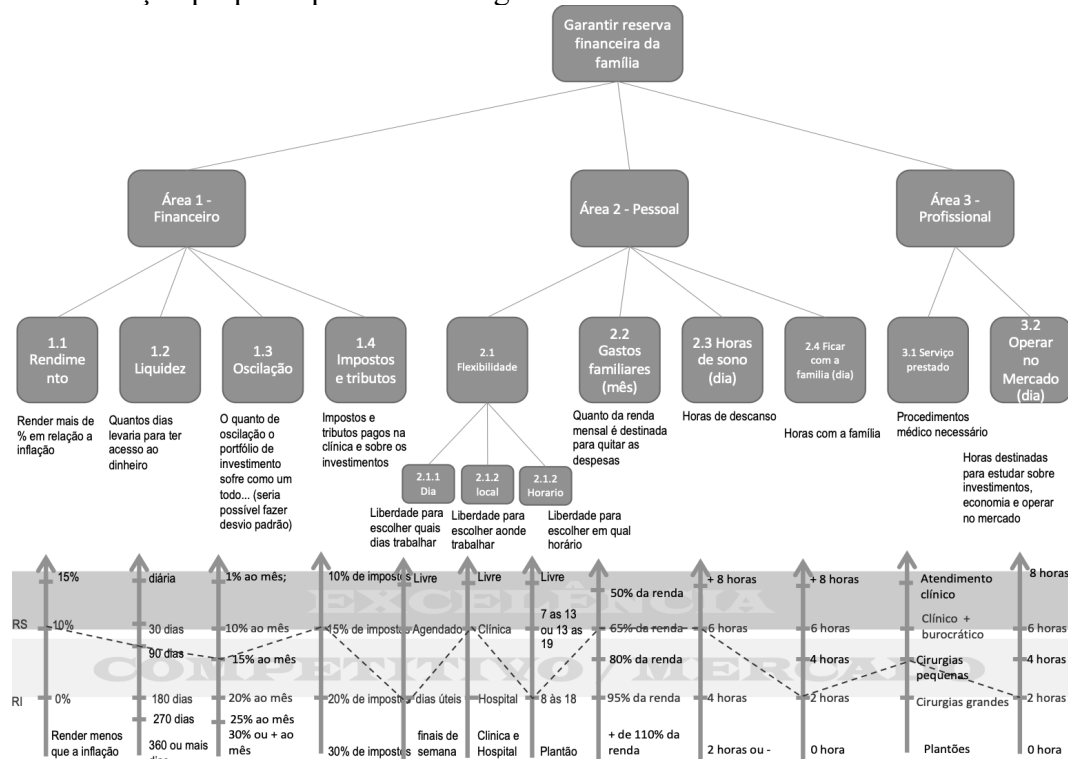 Garantir reserva
financeira da
família
Área 1 -
Financeiro
Área 2 - Pessoal
Área 3 -
Profissional
1.1
Rendime
nto
1.2
Liquidez
1.3
Oscilação
1.4
Impostos
e tributos
2.1
Flexibilidade
2.2
Gastos
familiares
(mês)
2.3 Horas
de sono
(dia)
2.4 Ficar
com a
familia (dia)
3.1 Serviço
prestado
3.2
Operar
no
Mercado
(dia)
Render mais de
% em relação a
inflação
Quantos dias
levaria para ter
acesso ao
dinheiro
O quanto de
oscilação o
portfólio de
investimento
sofre como um
todo... (seria
possível fazer
desvio padrão)
Impostos e
tributos pagos na
clínica e sobre os
investimentos
Quanto da renda
mensal é destinada
para quitar as
despesas
Horas de descanso
Horas com a família
Procedimentos
médico necessário
Horas destinadas
para estudar sobre
investimentos,
economia e operar
no mercado
2.1.1
Dia
2.1.2
local
2.1.2
Horario
Liberdade para
escolher quais
dias trabalhar
Liberdade para
escolher aonde
trabalhar
Liberdade para
escolher em qual
horário
EXCELÊNCIA
COMPETITIVO / MERCADO
RS
RI
15%
10%
0%
Render menos
que a inflação
diária
30 dias
90 dias
180 dias
270 dias
360 ou mais
1% ao mês;
10% ao mês
15% ao mês
20% ao mês
25% ao mês
30% ou + ao
mês
10% de impostos
15% de impostos
20% de impostos
30% de impostos
Livre
Agendado
dias úteis
finais de
semana
Livre
Clínica
Hospital
Clinica e
Hospital
Livre
7 as 13
ou 13 as
19
8 às 18
Plantão
50% da renda
65% da renda
80% da renda
95% da renda
+ de 110% da
renda
+ 8 horas
6 horas
4 horas
2 horas ou -
+ 8 horas
6 horas
4 horas
2 horas
0 hora
Atendimento
clínico
Clínico +
burocrático
Cirurgias
pequenas
Cirurgias grandes
Plantões
8 horas
6 horas
4 horas
2 horas
0 hora